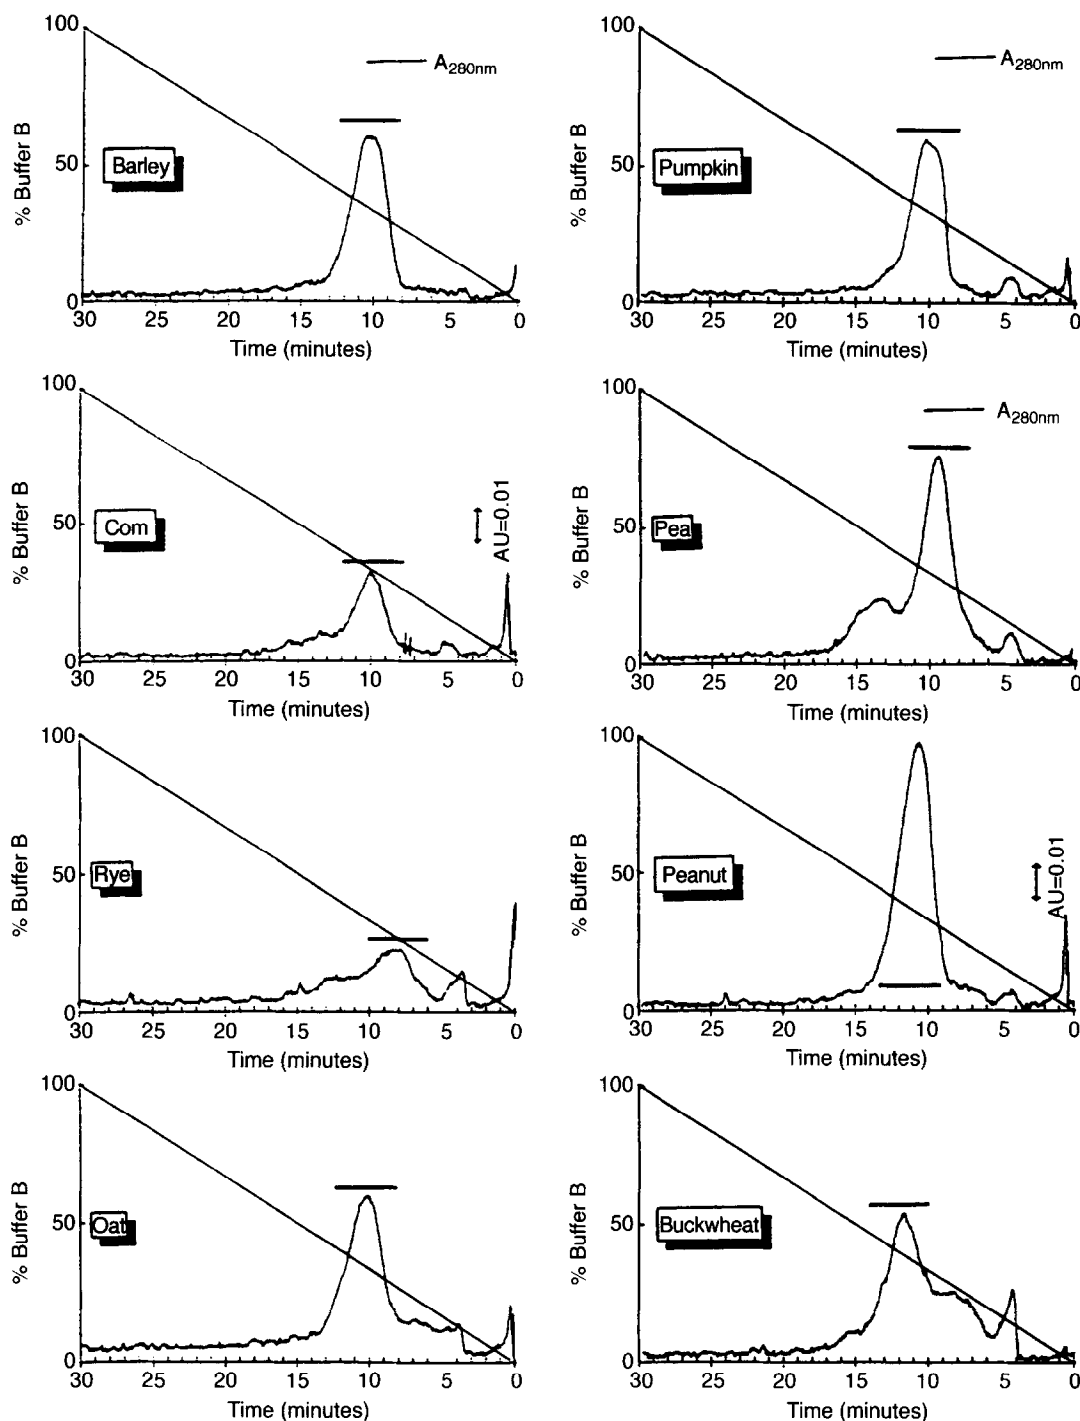 100
A280nm
% Buffer B
50
Barley
0
30 25 20 15 10 5 0
Time (minutes)
100
A280nm
% Buffer B
50
Pumpkin
0
30 25 20 15 10 5 0
Time (minutes)
100
% Buffer B
50
Corn
AU=0.01
0
30 25 20 15 10 5 0
Time (minutes)
100
A280nm
% Buffer B
50
Pea
0
30 25 20 15 10 5 0
Time (minutes)
100
% Buffer B
50
Rye
0
30 25 20 15 10 5 0
Time (minutes)
100
% Buffer B
50
Peanut
AU=0.01
0
30 25 20 15 10 5 0
Time (minutes)
100
% Buffer B
50
Oat
0
30 25 20 15 10 5 0
Time (minutes)
100
% Buffer B
50
Buckwheat
0
30 25 20 15 10 5 0
Time (minutes)